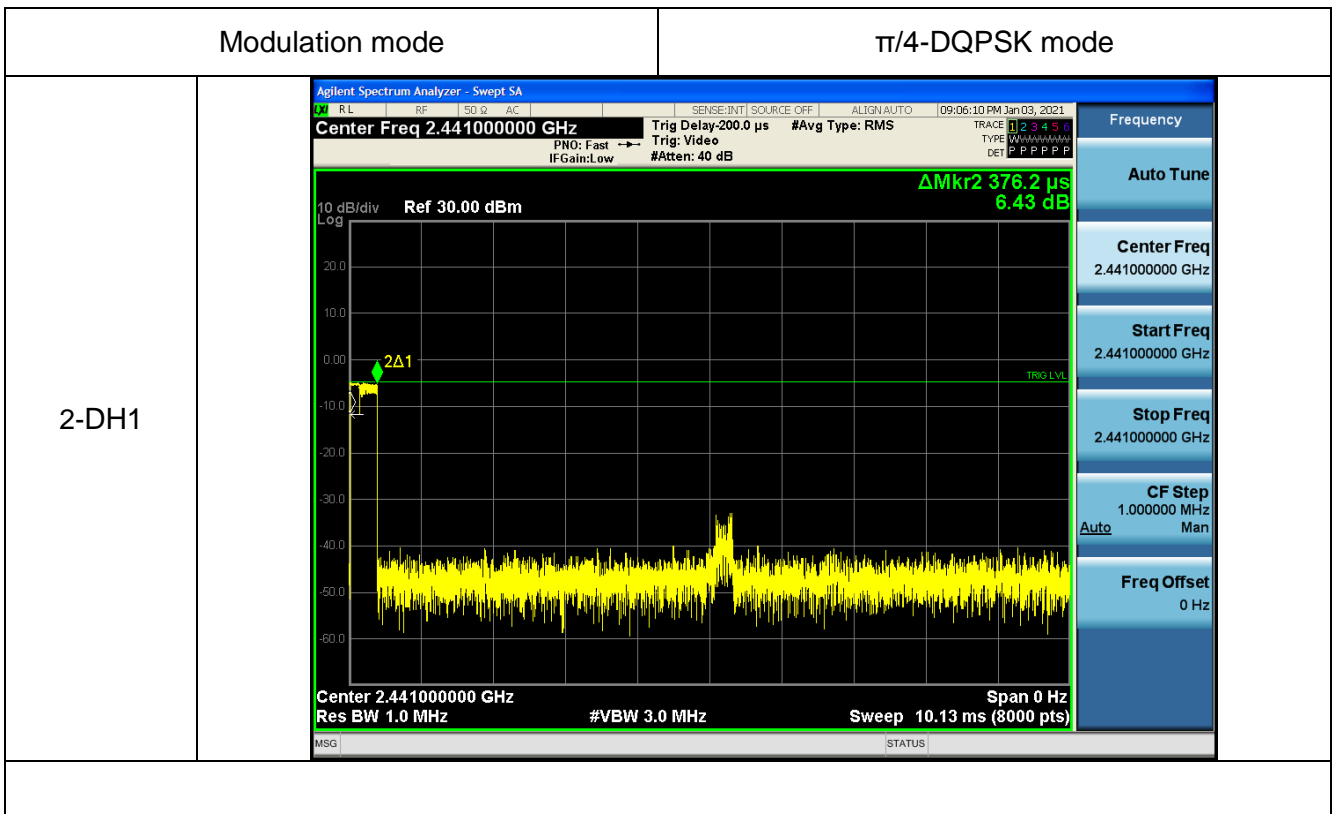 Modulation mode
π/4-DQPSK mode
2-DH1
Agilent Spectrum Analyzer - Swept SA
LXI RL RF 50 Ω AC SENSE:INT SOURCE OFF ALIGN AUTO 09:06:10 PM Jan 03, 2021
Center Freq 2.441000000 GHz
PNO: Fast
IFGain:Low
Trig Delay-200.0 µs #Avg Type: RMS
Trig: Video
#Atten: 40 dB
TRACE 1 2 3 4 5 6
TYPE WWWWWW
DET P P P P P P
ΔMkr2 376.2 µs
6.43 dB
10 dB/div Ref 30.00 dBm
Log
20.0
10.0
0.00
-10.0
-20.0
-30.0
-40.0
-50.0
-60.0
2Δ1
TRIG LVL
Center 2.441000000 GHz Span 0 Hz
Res BW 1.0 MHz #VBW 3.0 MHz Sweep 10.13 ms (8000 pts)
MSG STATUS
Frequency
Auto Tune
Center Freq
2.441000000 GHz
Start Freq
2.441000000 GHz
Stop Freq
2.441000000 GHz
CF Step
1.000000 MHz
Auto Man
Freq Offset
0 Hz